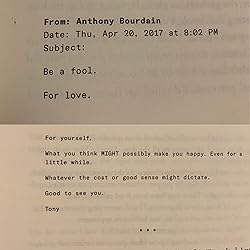 From: Anthony Bourdain
Date: Thu, Apr 20, 2017 at 8:02 PM
Subject:
Be a fool.
For love.
For yourself.
What you think MIGHT possibly make you happy. Even for a
little while.
Whatever the cost or good sense might dictate.
Good to see you.
Tony
•••